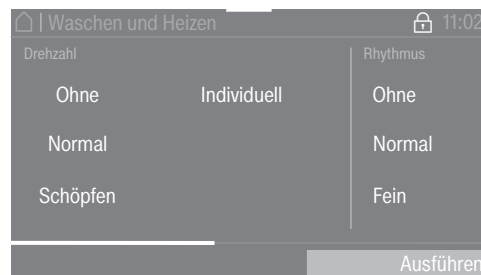 | Waschen und Heizen 11:02
Drehzahl Rhythmus
Ohne Individuell Ohne
Normal Normal
Schöpfen Fein
Ausführen